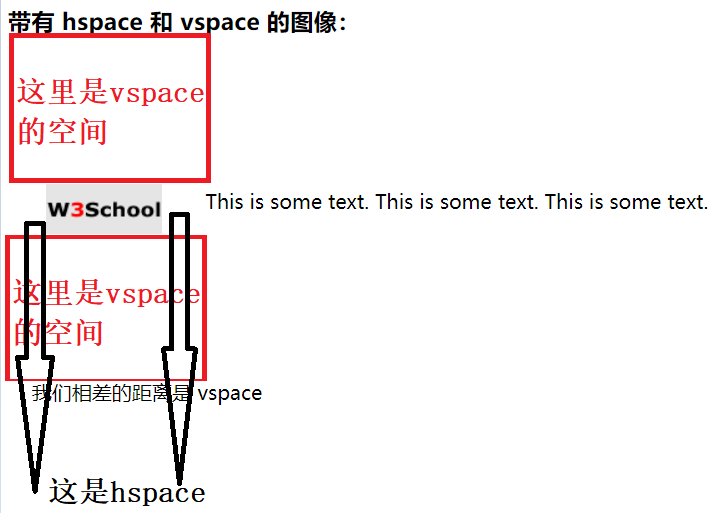 带有 hspace 和 vspace 的图像：
这里是vspace
的空间
W3School
This is some text. This is some text. This is some text.
这里是vspace
的空间
我们相差的距离是 vspace
这是hspace